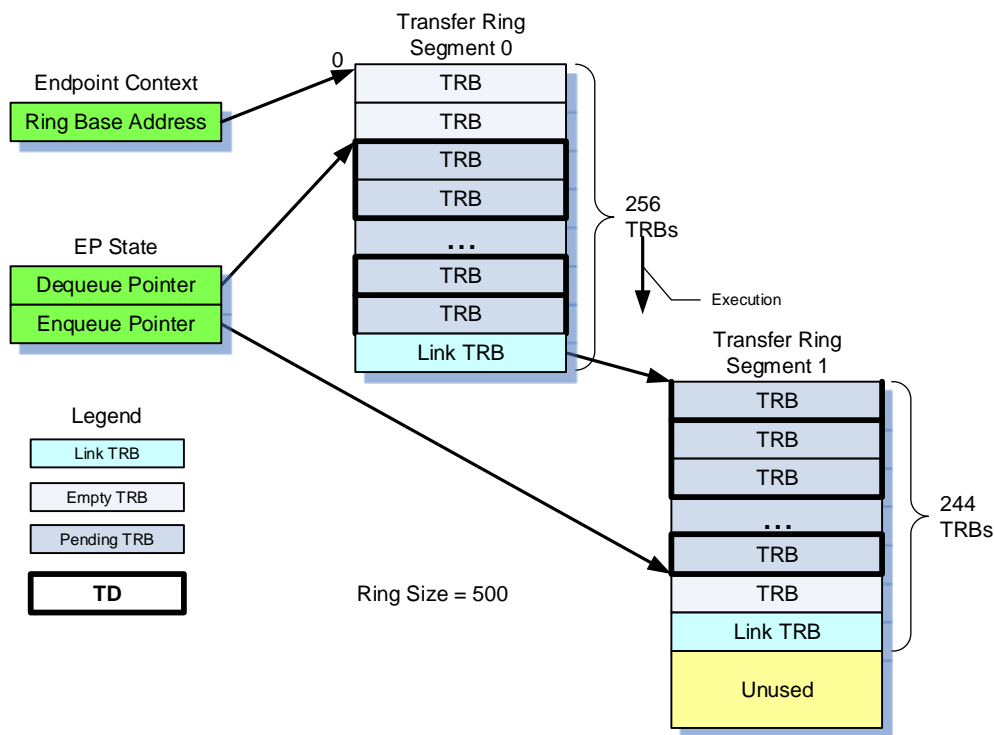 Transfer Ring
Segment 0
0
Endpoint Context
Ring Base Address
TRB
TRB
TRB
TRB
...
TRB
TRB
Link TRB
256
TRBs
EP State
Dequeue Pointer
Enqueue Pointer
Execution
Transfer Ring
Segment 1
TRB
TRB
TRB
...
TRB
TRB
Link TRB
Unused
244
TRBs
Legend
Link TRB
Empty TRB
Pending TRB
TD
Ring Size = 500